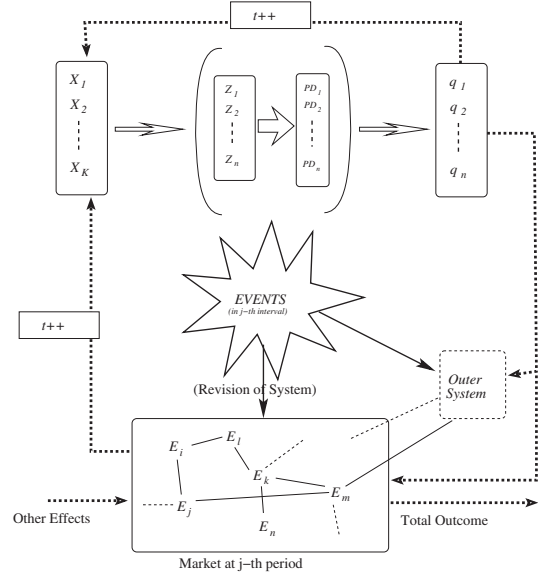 t++
X1
X2
XK
Z1
Z2
Zn
PD1
PD2
PDn
q1
q2
qn
EVENTS
(in j-th interval)
t++
(Revision of System)
Outer
System
Ei
El
Ek
Em
Ej
En
Other Effects
Total Outcome
Market at j-th period